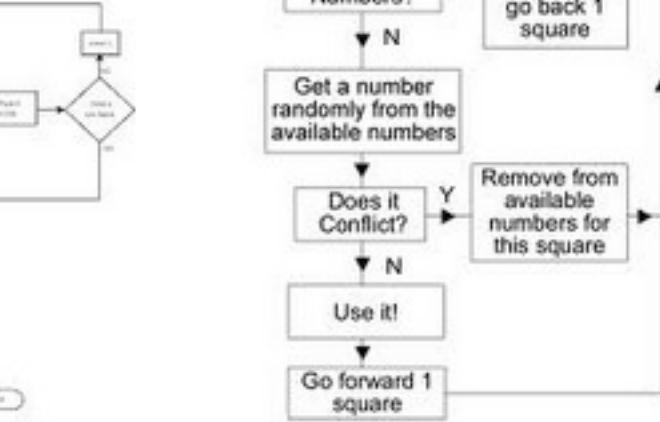 Numbers?
go back 1
square
N
Get a number
randomly from the
available numbers
Does it
Conflict?
Y
Remove from
available
numbers for
this square
N
Use it!
Go forward 1
square